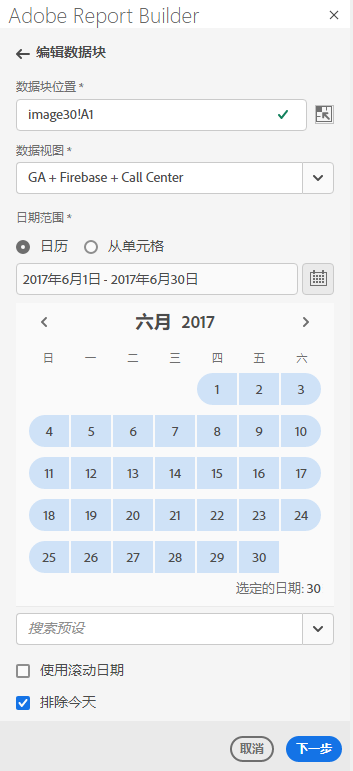 Adobe Report Builder
编辑数据块
数据块位置 *
image30!A1
数据视图 *
GA + Firebase + Call Center
日期范围 *
日历 从单元格
2017年6月1日 - 2017年6月30日
六月 2017
日 一 二 三 四 五 六
1 2 3
4 5 6 7 8 9 10
11 12 13 14 15 16 17
18 19 20 21 22 23 24
25 26 27 28 29 30
选定的日期: 30
搜索预设
使用滚动日期
排除今天
取消 下一步